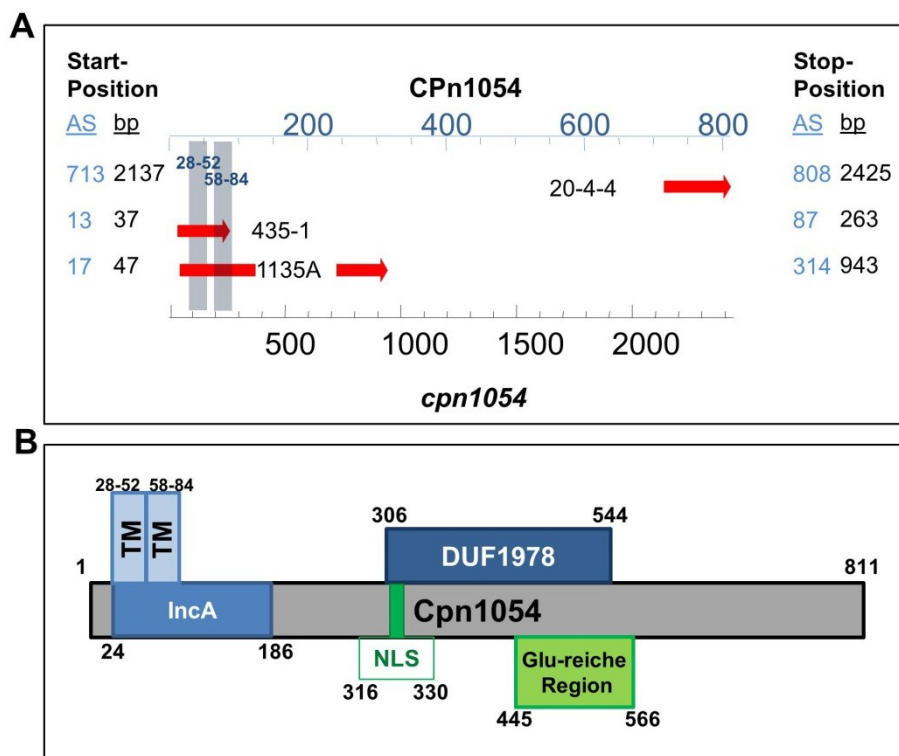 A
Start-
Position
AS bp
CPn1054
Stop-
Position
AS bp
200 400 600 800
28-52
58-84
713 2137
20-4-4
808 2425
13 37
435-1
87 263
17 47
1135A
314 943
500 1000 1500 2000
cpn1054
B
28-52 58-84
TM TM
306 544
DUF1978
1 811
IncA
Cpn1054
24 186
NLS
316 330
Glu-reiche
Region
445 566